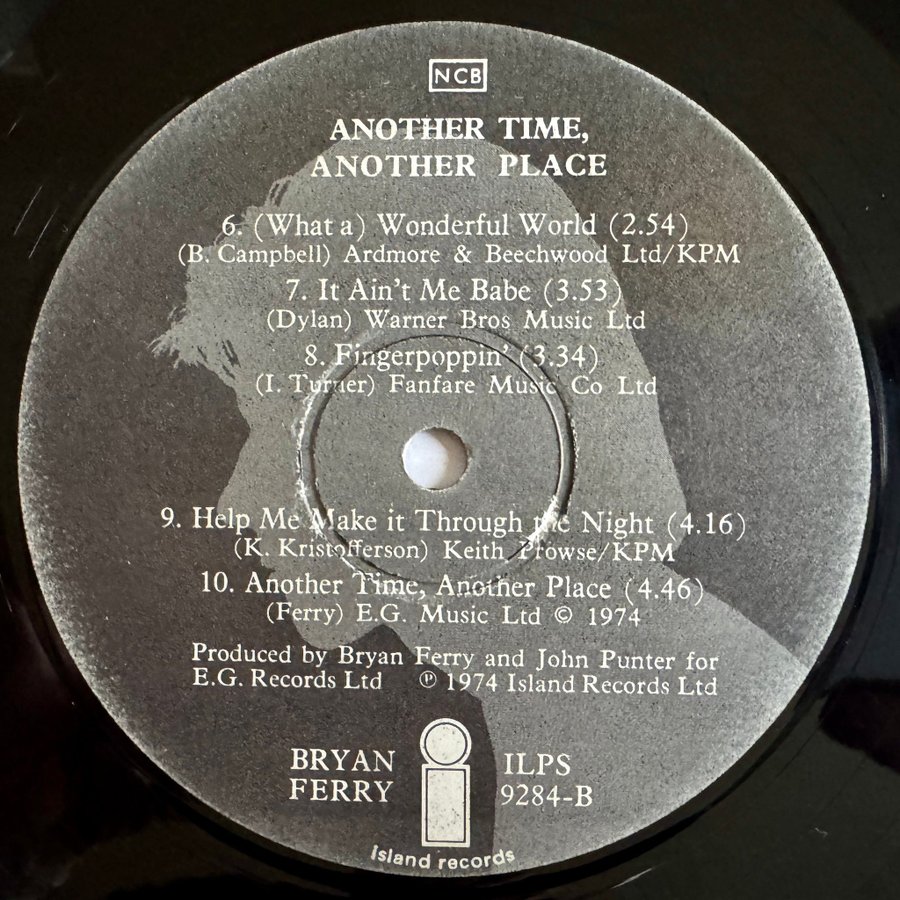 NCB
ANOTHER TIME,
ANOTHER PLACE
6. (What a) Wonderful World (2.54)
(B. Campbell) Ardmore & Beechwood Ltd/KPM
7. It Ain't Me Babe (3.53)
(Dylan) Warner Bros Music Ltd
8. Fingerpoppin' (3.34)
(I. Turner) Fanfare Music Co Ltd
9. Help Me Make it Through the Night (4.16)
(K. Kristofferson) Keith Prowse/KPM
10. Another Time, Another Place (4.46)
(Ferry) E.G. Music Ltd © 1974
Produced by Bryan Ferry and John Punter for
E.G. Records Ltd ℗ 1974 Island Records Ltd
BRYAN
FERRY
ILPS
9284-B
island records